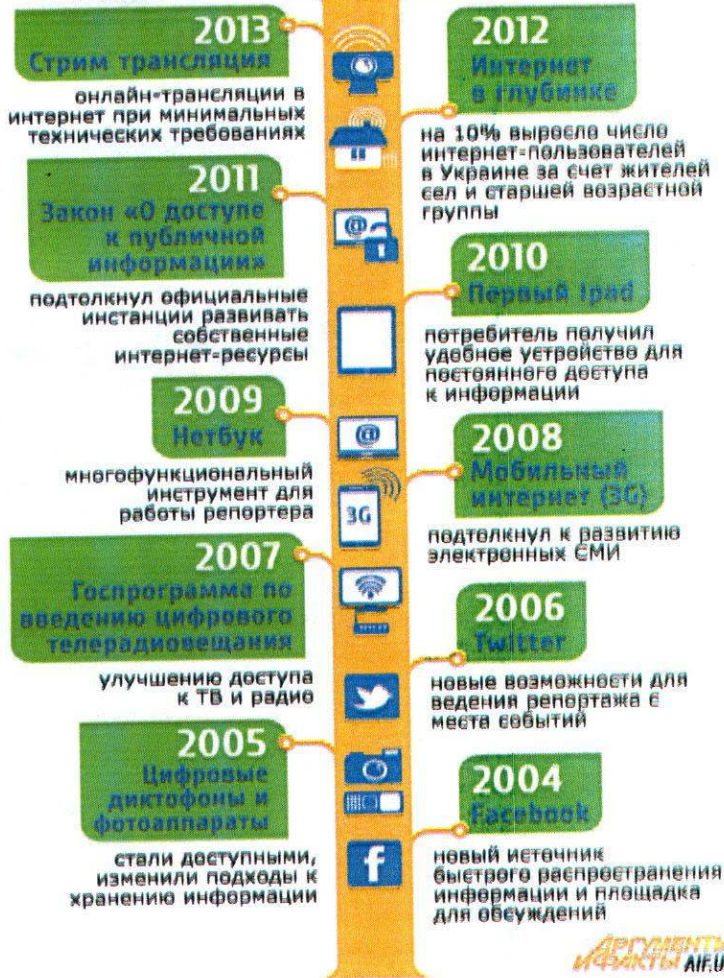 2013
Стрим трансляция
онлайн-трансляции в
интернет при минимальных
технических требованиях
2012
Интернет
в глубинке
на 10% выросло число
интернет-пользователей
в Украине за счет жителей
сел и старшей возрастной
группы
2011
Закон «О доступе
к публичной
информации»
подтолкнул официальные
инстанции развивать
собственные
интернет-ресурсы
@
2010
Первый Ipad
потребитель получил
удобное устройство для
постоянного доступа
к информации
2009
Нетбук
многофункциональный
инструмент для
работы репортера
@
2008
Мобильный
интернет (3G)
подтолкнул к развитию
электронных СМИ
3G
2007
Госпрограмма по
введению цифрового
телерадиовещания
улучшению доступа
к ТВ и радио
2006
Twitter
новые возможности для
ведения репортажа с
места событий
2005
Цифровые
диктофоны и
фотоаппараты
стали доступными,
изменили подходы к
хранению информации
2004
Facebook
новый источник
быстрого распространения
информации и площадка
для обсуждений
f
АРГУМЕНТЫ
И ФАКТЫ AIF.U